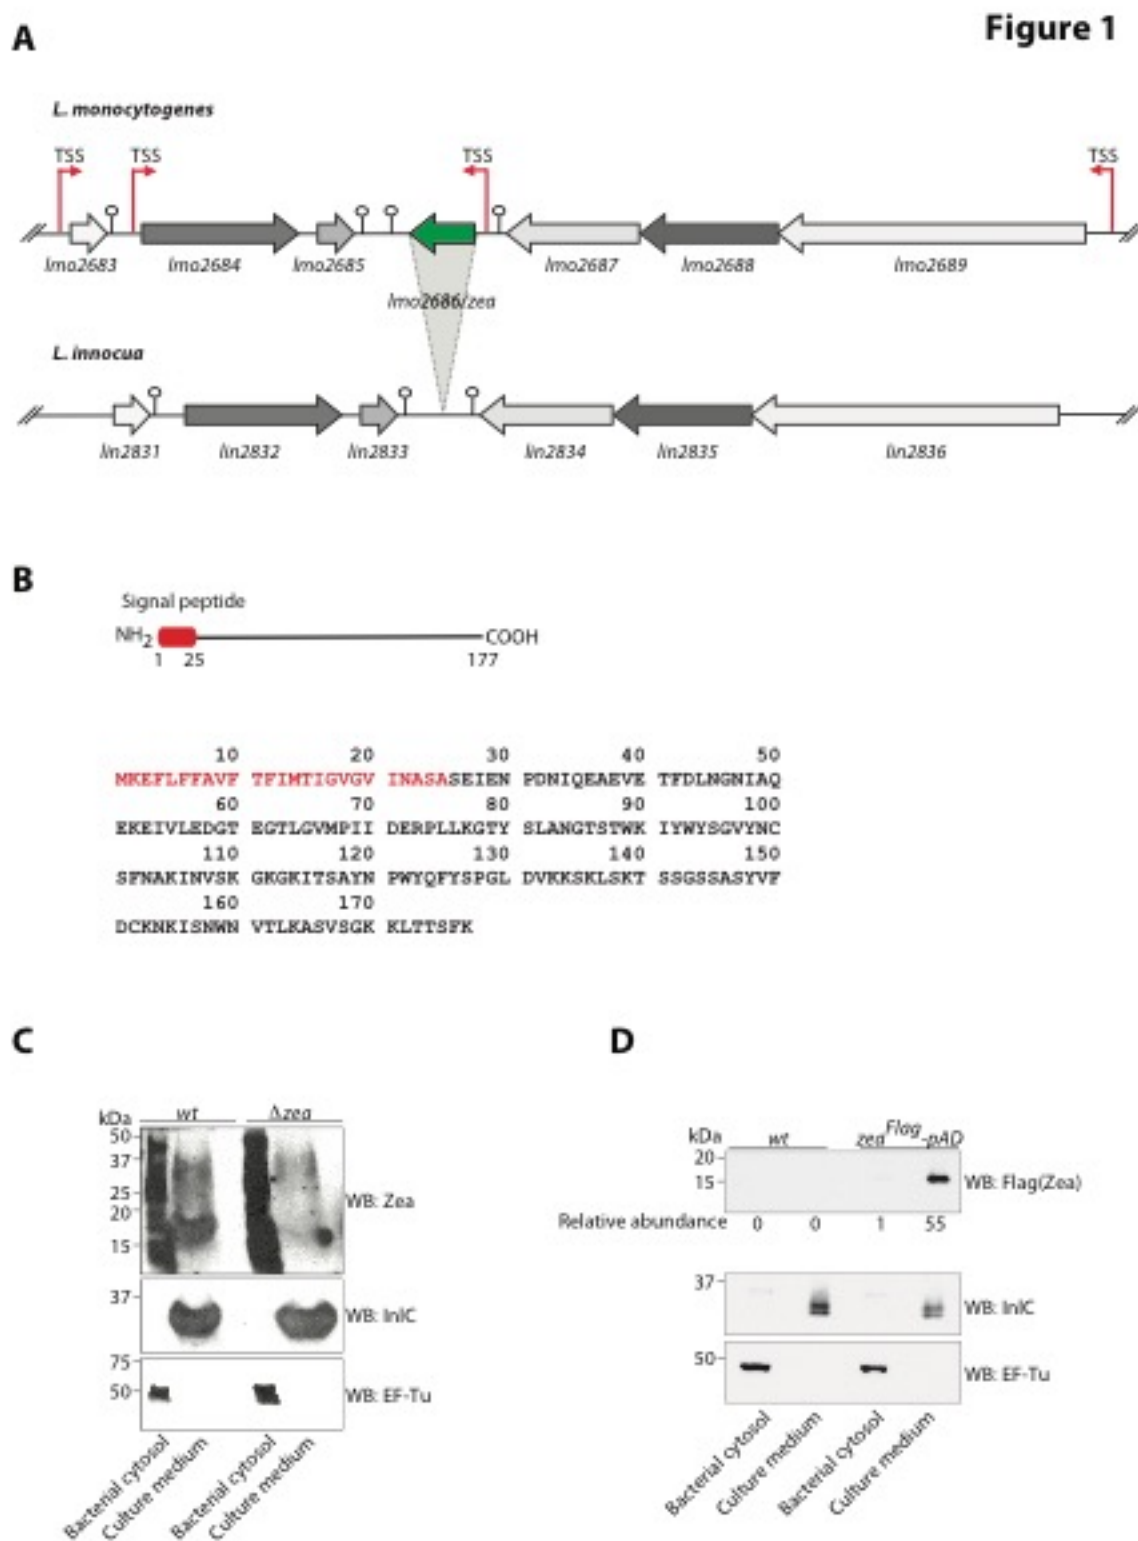 Figure 1
A
L. monocytogenes
TSS TSS TSS TSS
lmo2683 lmo2684 lmo2685 lmo2687 lmo2688 lmo2689
lmo2686/zea
L. innocua
lin2831 lin2832 lin2833 lin2834 lin2835 lin2836
B
Signal peptide
NH2 COOH
1 25 177
10 20 30 40 50
MKEFLFFAVF TFIMTIGVGV INASASEIEN PDNIQEAEVE TFDLNGNIAQ
60 70 80 90 100
EKEIVLEDGT EGTLGVMPII DERPLLKGTY SLANGTSTWK IYWYSGVYNC
110 120 130 140 150
SFNAKINVSK GKGKITSAYN PWYQFYSPGL DVKKSKLSKT SSGSSASYVF
160 170
DCKNKISNWN VTLKASVSGK KLTTSFK
C
kDa wt Δzea
50
37
25
20
15
WB: Zea
37
WB: InlC
75
50
WB: EF-Tu
Bacterial cytosol
Culture medium
Bacterial cytosol
Culture medium
D
kDa wt zeaFlag-pAD
20
15
WB: Flag(Zea)
Relative abundance 0 0 1 55
37
WB: InlC
50
WB: EF-Tu
Bacterial cytosol
Culture medium
Bacterial cytosol
Culture medium